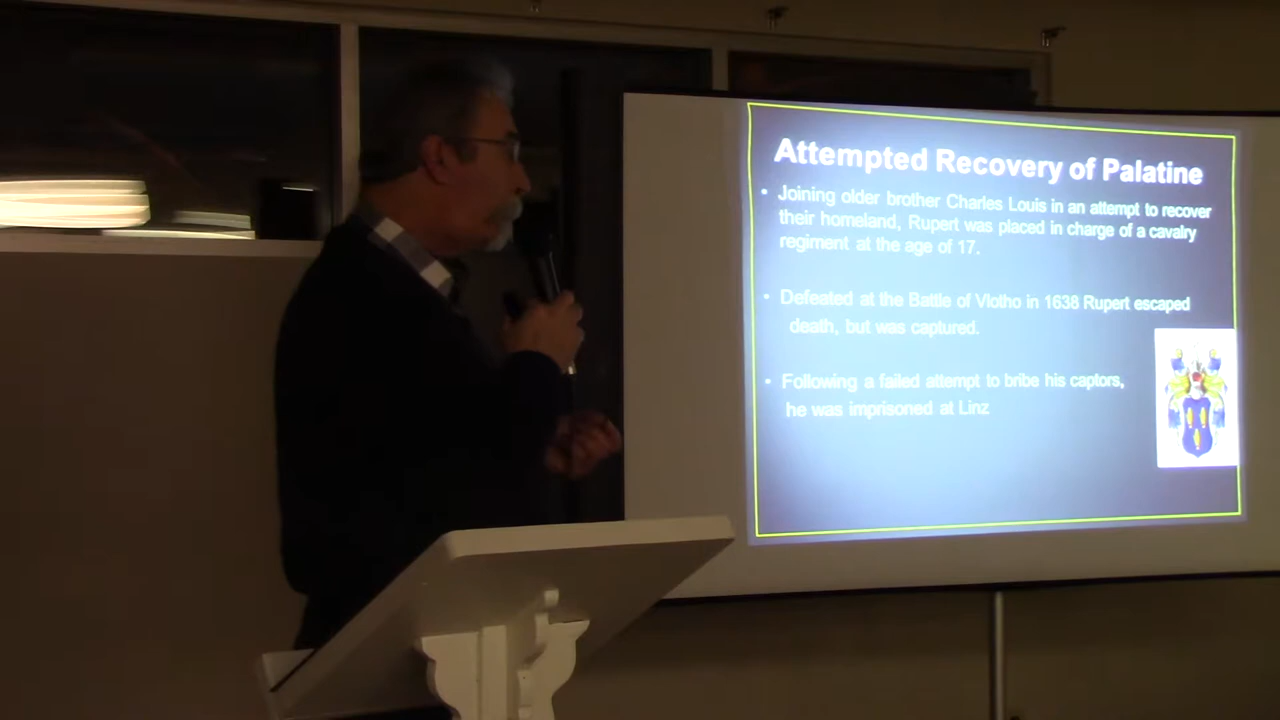 Attempted Recovery of Palatine
• Joining older brother Charles Louis in an attempt to recover
their homeland, Rupert was placed in charge of a cavalry
regiment at the age of 17.
• Defeated at the Battle of Vlotho in 1638 Rupert escaped
death, but was captured.
• Following a failed attempt to bribe his captors,
he was imprisoned at Linz